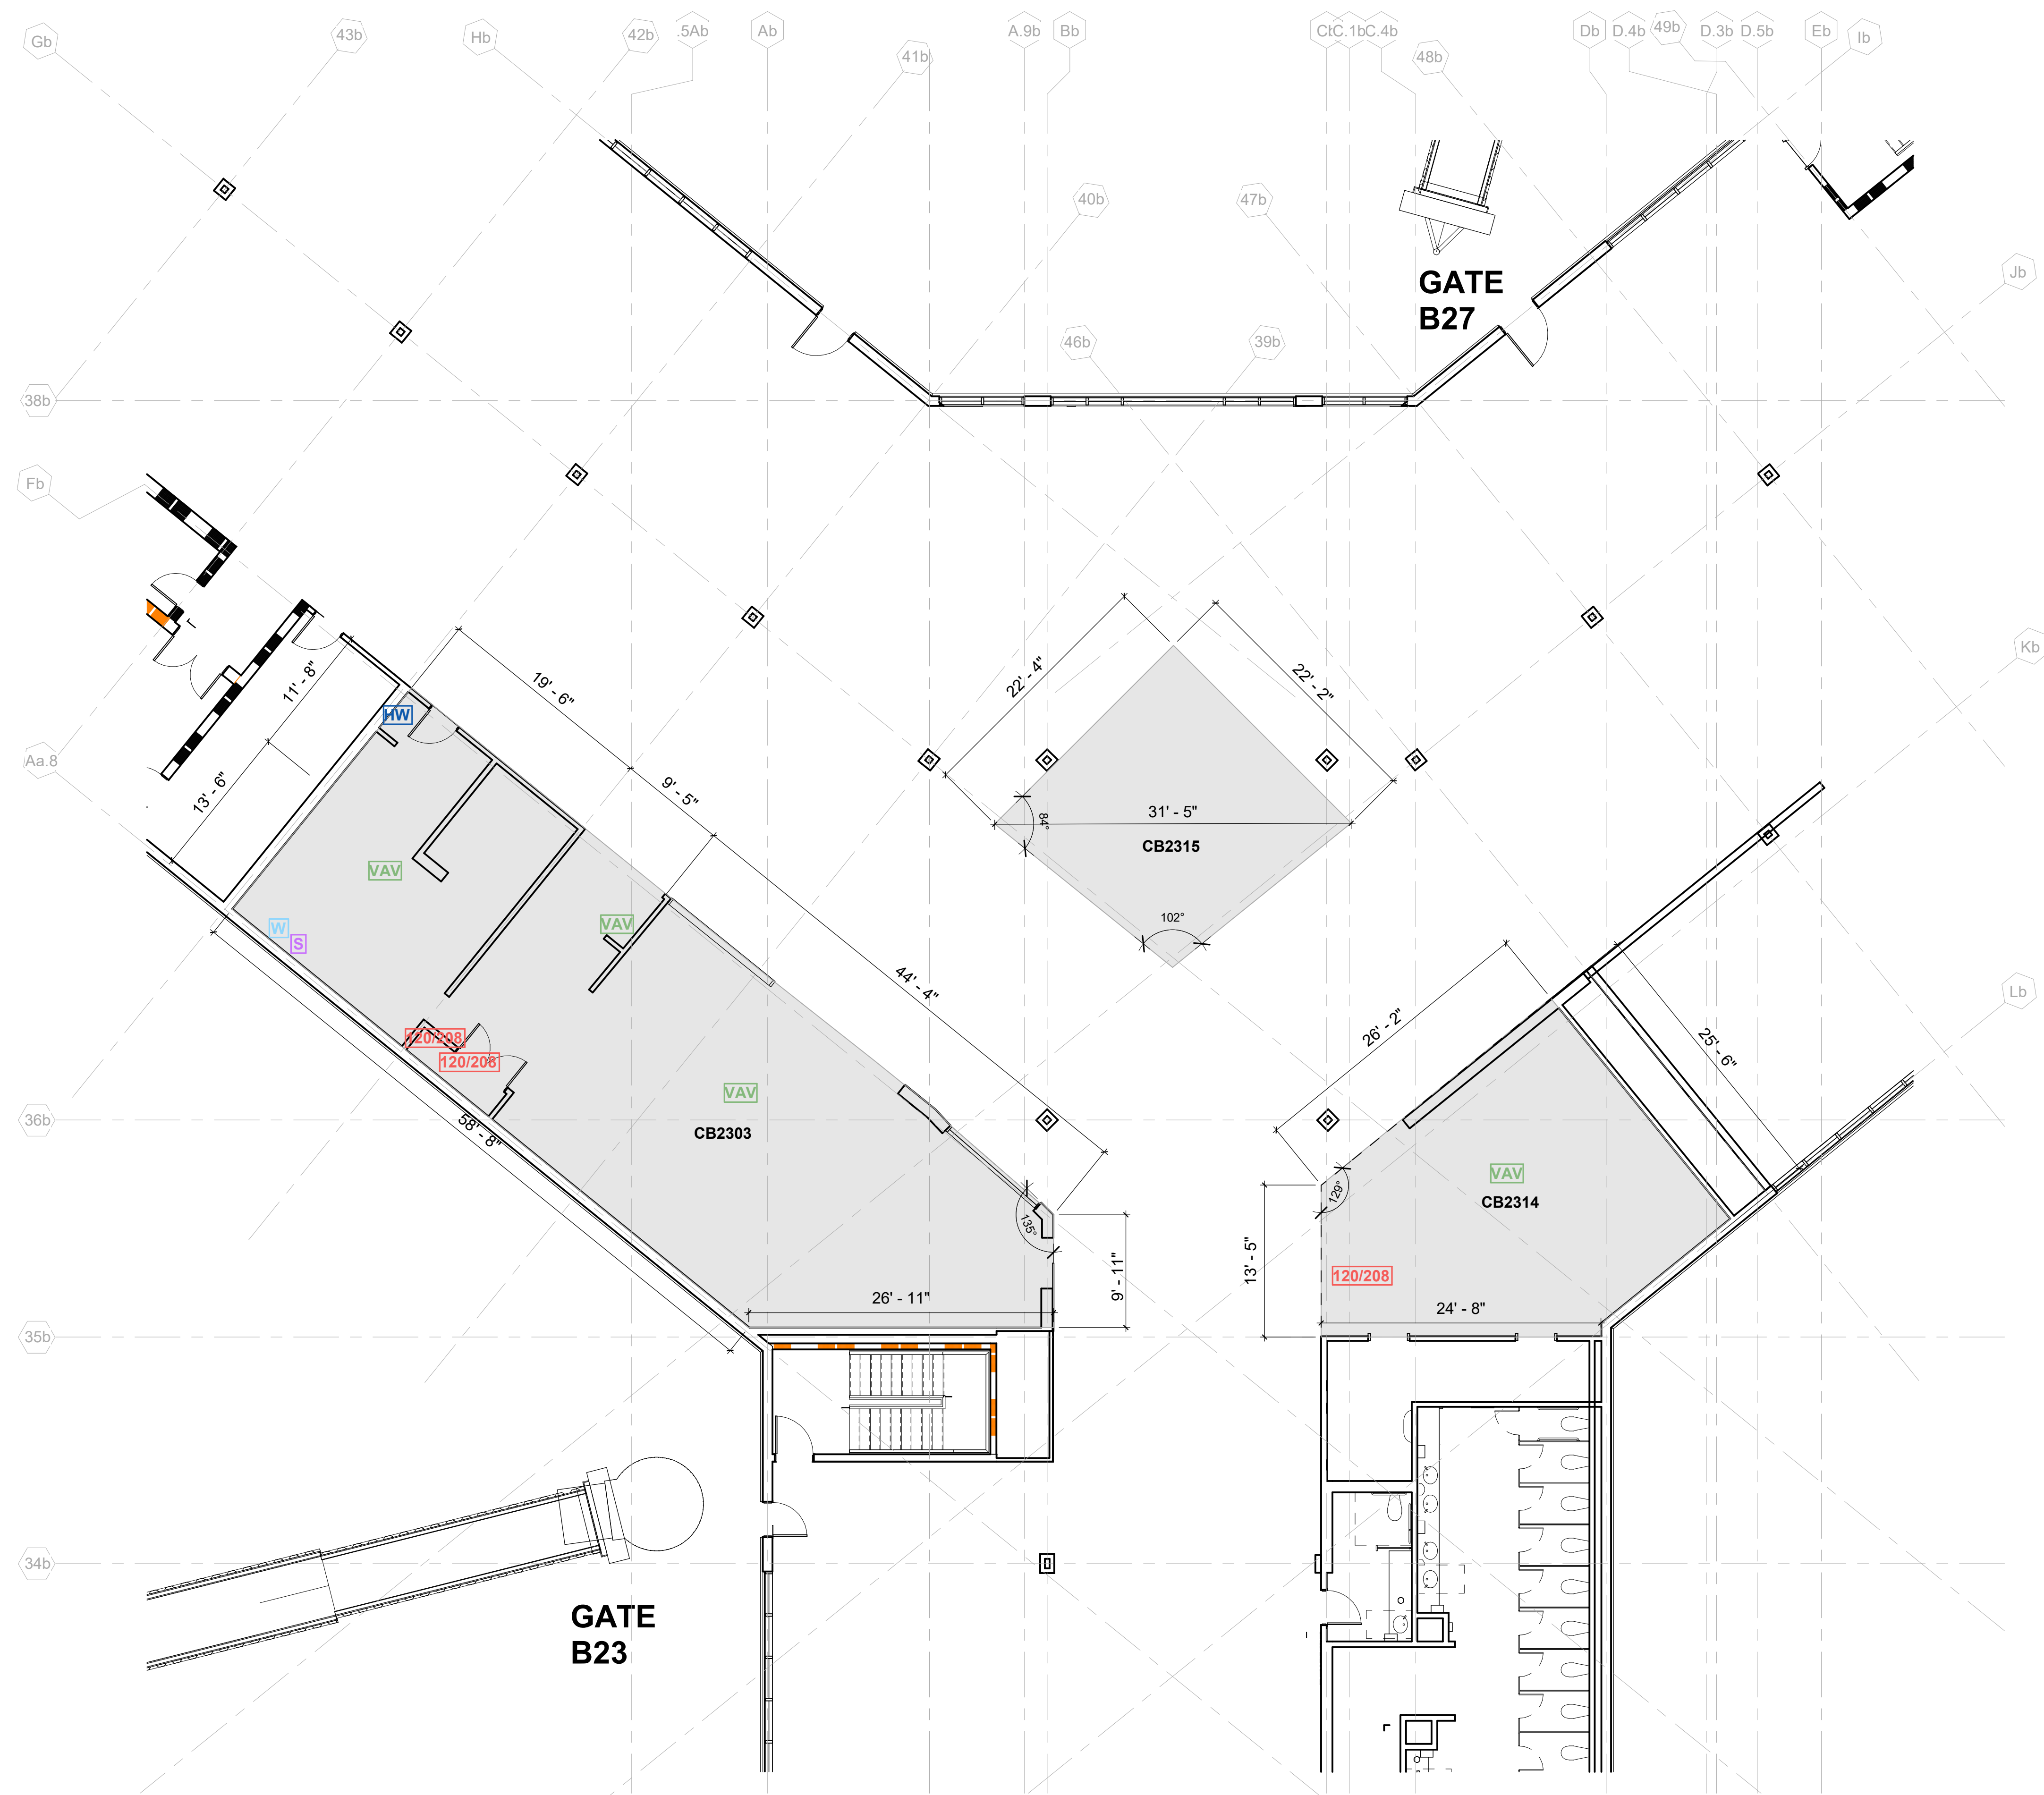 Gb
43b
Hb
42b
.5Ab
Ab
41b
A.9b
Bb
C.1b
C.4b
48b
Db
D.4b
49b
D.3b
D.5b
Eb
Ib
40b
47b
Jb
GATE
B27
46b
39b
38b
Fb
Kb
Aa.8
Lb
11' - 8"
13' - 6"
19' - 6"
9' - 5"
44' - 4"
58' - 8"
HW
VAV
VAV
W
S
120/208
120/208
VAV
CB2303
135°
26' - 11"
9' - 11"
22' - 4"
22' - 2"
31' - 5"
84°
CB2315
102°
26' - 2"
25' - 6"
129°
VAV
CB2314
13' - 5"
120/208
24' - 8"
36b
35b
34b
GATE
B23